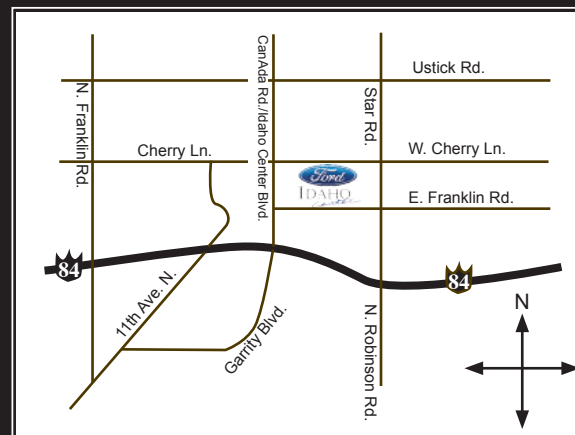 Ustick Rd.
N. Franklin Rd.
CanAda Rd./Idaho Center Blvd.
Star Rd.
Cherry Ln.
W. Cherry Ln.
Ford
IDAHO
Center
E. Franklin Rd.
84
84
11th Ave. N.
Garrity Blvd.
N. Robinson Rd.
N